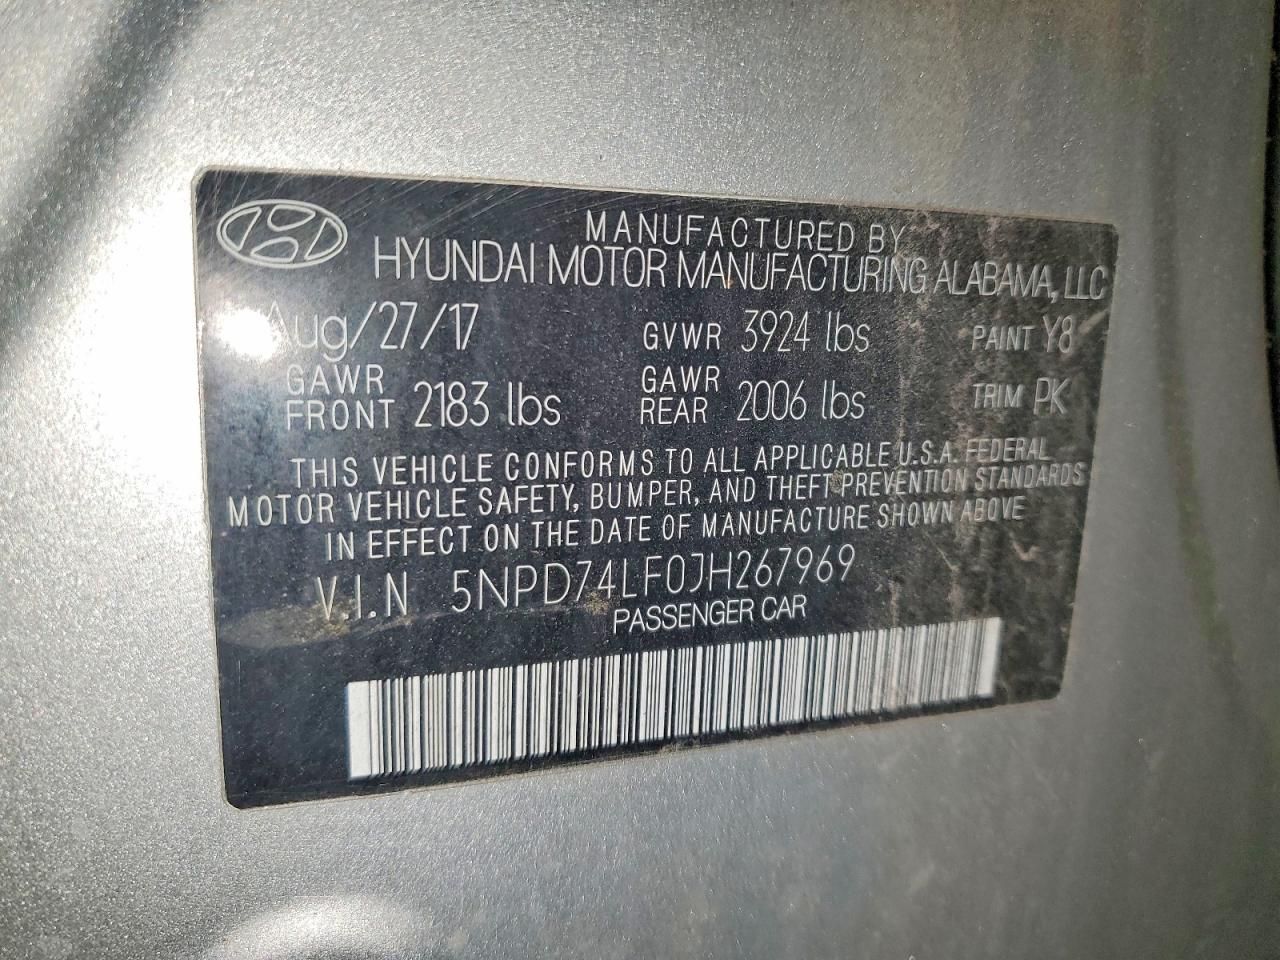 MANUFACTURED BY
HYUNDAI MOTOR MANUFACTURING ALABAMA, LLC
Aug/27/17 GVWR 3924 lbs PAINT Y8
GAWR FRONT 2183 lbs GAWR REAR 2006 lbs TRIM PK
THIS VEHICLE CONFORMS TO ALL APPLICABLE U.S.A. FEDERAL
MOTOR VEHICLE SAFETY, BUMPER, AND THEFT PREVENTION STANDARDS
IN EFFECT ON THE DATE OF MANUFACTURE SHOWN ABOVE
V.I.N 5NPD74LF0JH267969
PASSENGER CAR